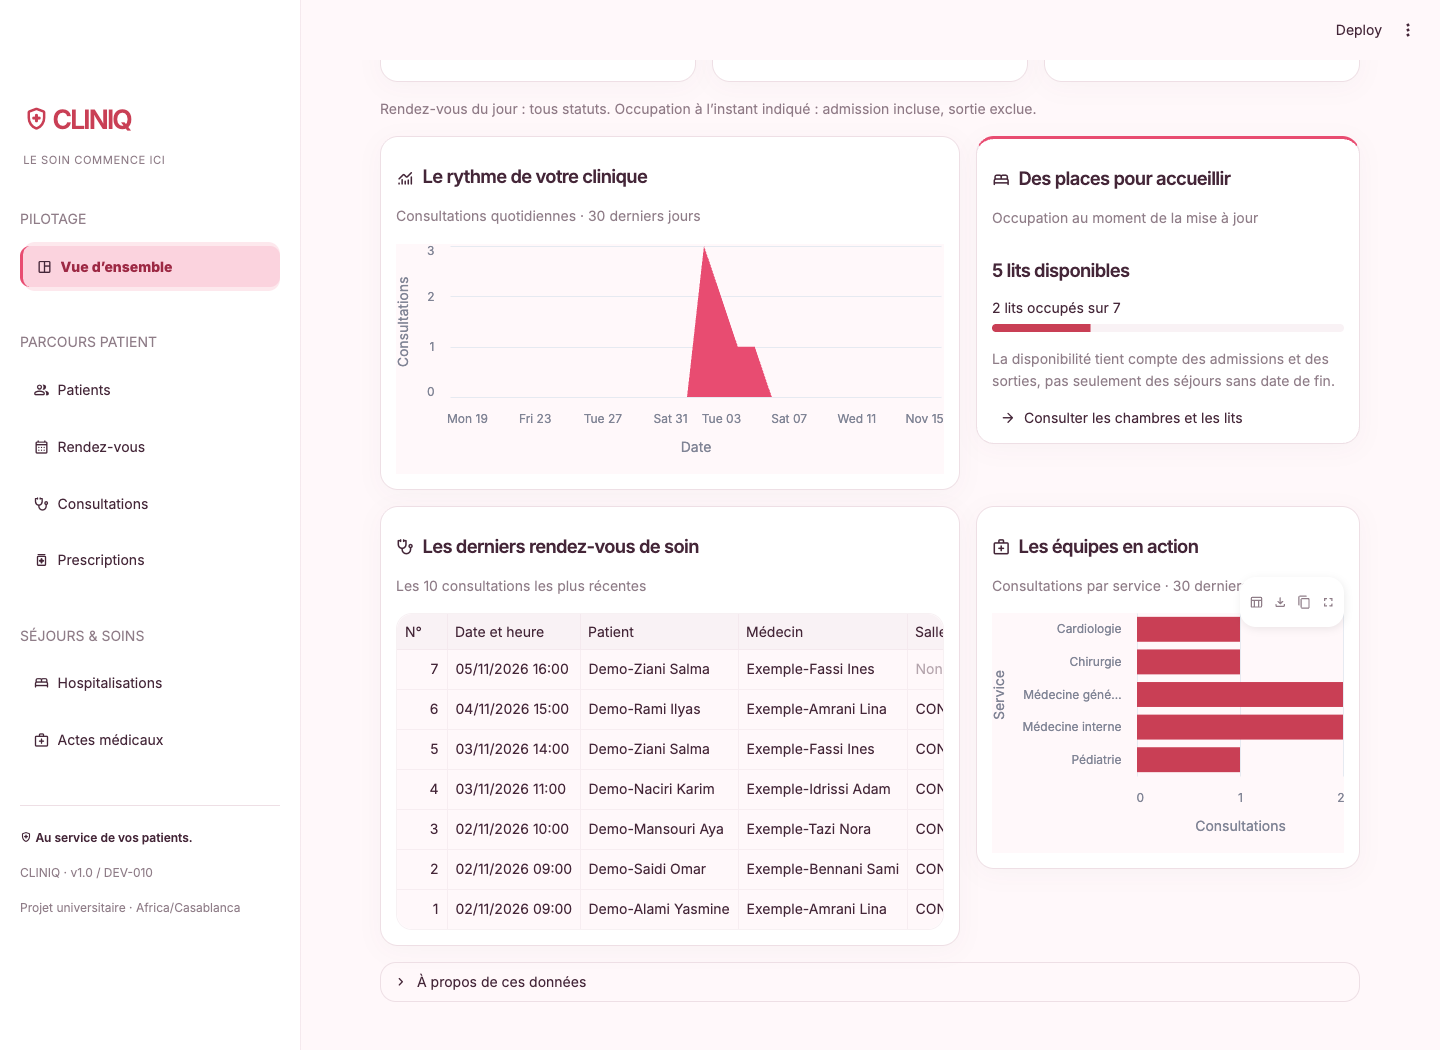 Deploy
CLINIQ
LE SOIN COMMENCE ICI
PILOTAGE
Vue d’ensemble
PARCOURS PATIENT
Patients
Rendez-vous
Consultations
Prescriptions
SÉJOURS & SOINS
Hospitalisations
Actes médicaux
Au service de vos patients.
CLINIQ · v1.0 / DEV-010
Projet universitaire · Africa/Casablanca
Rendez-vous du jour : tous statuts. Occupation à l’instant indiqué : admission incluse, sortie exclue.
Le rythme de votre clinique
Consultations quotidiennes · 30 derniers jours
Consultations
3
2
1
0
Mon 19 Fri 23 Tue 27 Sat 31 Tue 03 Sat 07 Wed 11 Nov 15
Date
Des places pour accueillir
Occupation au moment de la mise à jour
5 lits disponibles
2 lits occupés sur 7
La disponibilité tient compte des admissions et des
sorties, pas seulement des séjours sans date de fin.
Consulter les chambres et les lits
Les derniers rendez-vous de soin
Les 10 consultations les plus récentes
N° Date et heure Patient Médecin Salle
7 05/11/2026 16:00 Demo-Ziani Salma Exemple-Fassi Ines Non
6 04/11/2026 15:00 Demo-Rami Ilyas Exemple-Amrani Lina CON
5 03/11/2026 14:00 Demo-Ziani Salma Exemple-Fassi Ines CON
4 03/11/2026 11:00 Demo-Naciri Karim Exemple-Idrissi Adam CON
3 02/11/2026 10:00 Demo-Mansouri Aya Exemple-Tazi Nora CON
2 02/11/2026 09:00 Demo-Saidi Omar Exemple-Bennani Sami CON
1 02/11/2026 09:00 Demo-Alami Yasmine Exemple-Amrani Lina CON
Les équipes en action
Consultations par service · 30 dernier
Service
Cardiologie
Chirurgie
Médecine géné…
Médecine interne
Pédiatrie
0 1 2
Consultations
À propos de ces données